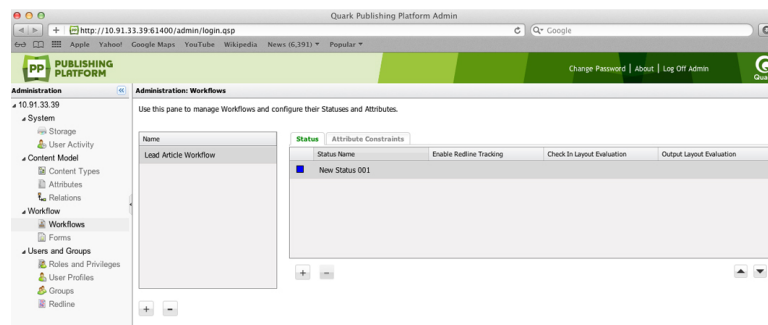 Quark Publishing Platform Admin
http://10.91.33.39:61400/admin/login.qsp
Google
Apple Yahoo! Google Maps YouTube Wikipedia News (6,391) Popular
PP PUBLISHING PLATFORM
Change Password | About | Log Off Admin
Qua
Administration
Administration: Workflows
10.91.33.39
Use this pane to manage Workflows and configure their Statuses and Attributes.
System
Storage
User Activity
Content Model
Content Types
Attributes
Relations
Workflow
Workflows
Forms
Users and Groups
Roles and Privileges
User Profiles
Groups
Redline
Name
Lead Article Workflow
Status Attribute Constraints
Status Name Enable Redline Tracking Check In Layout Evaluation Output Layout Evaluation
New Status 001